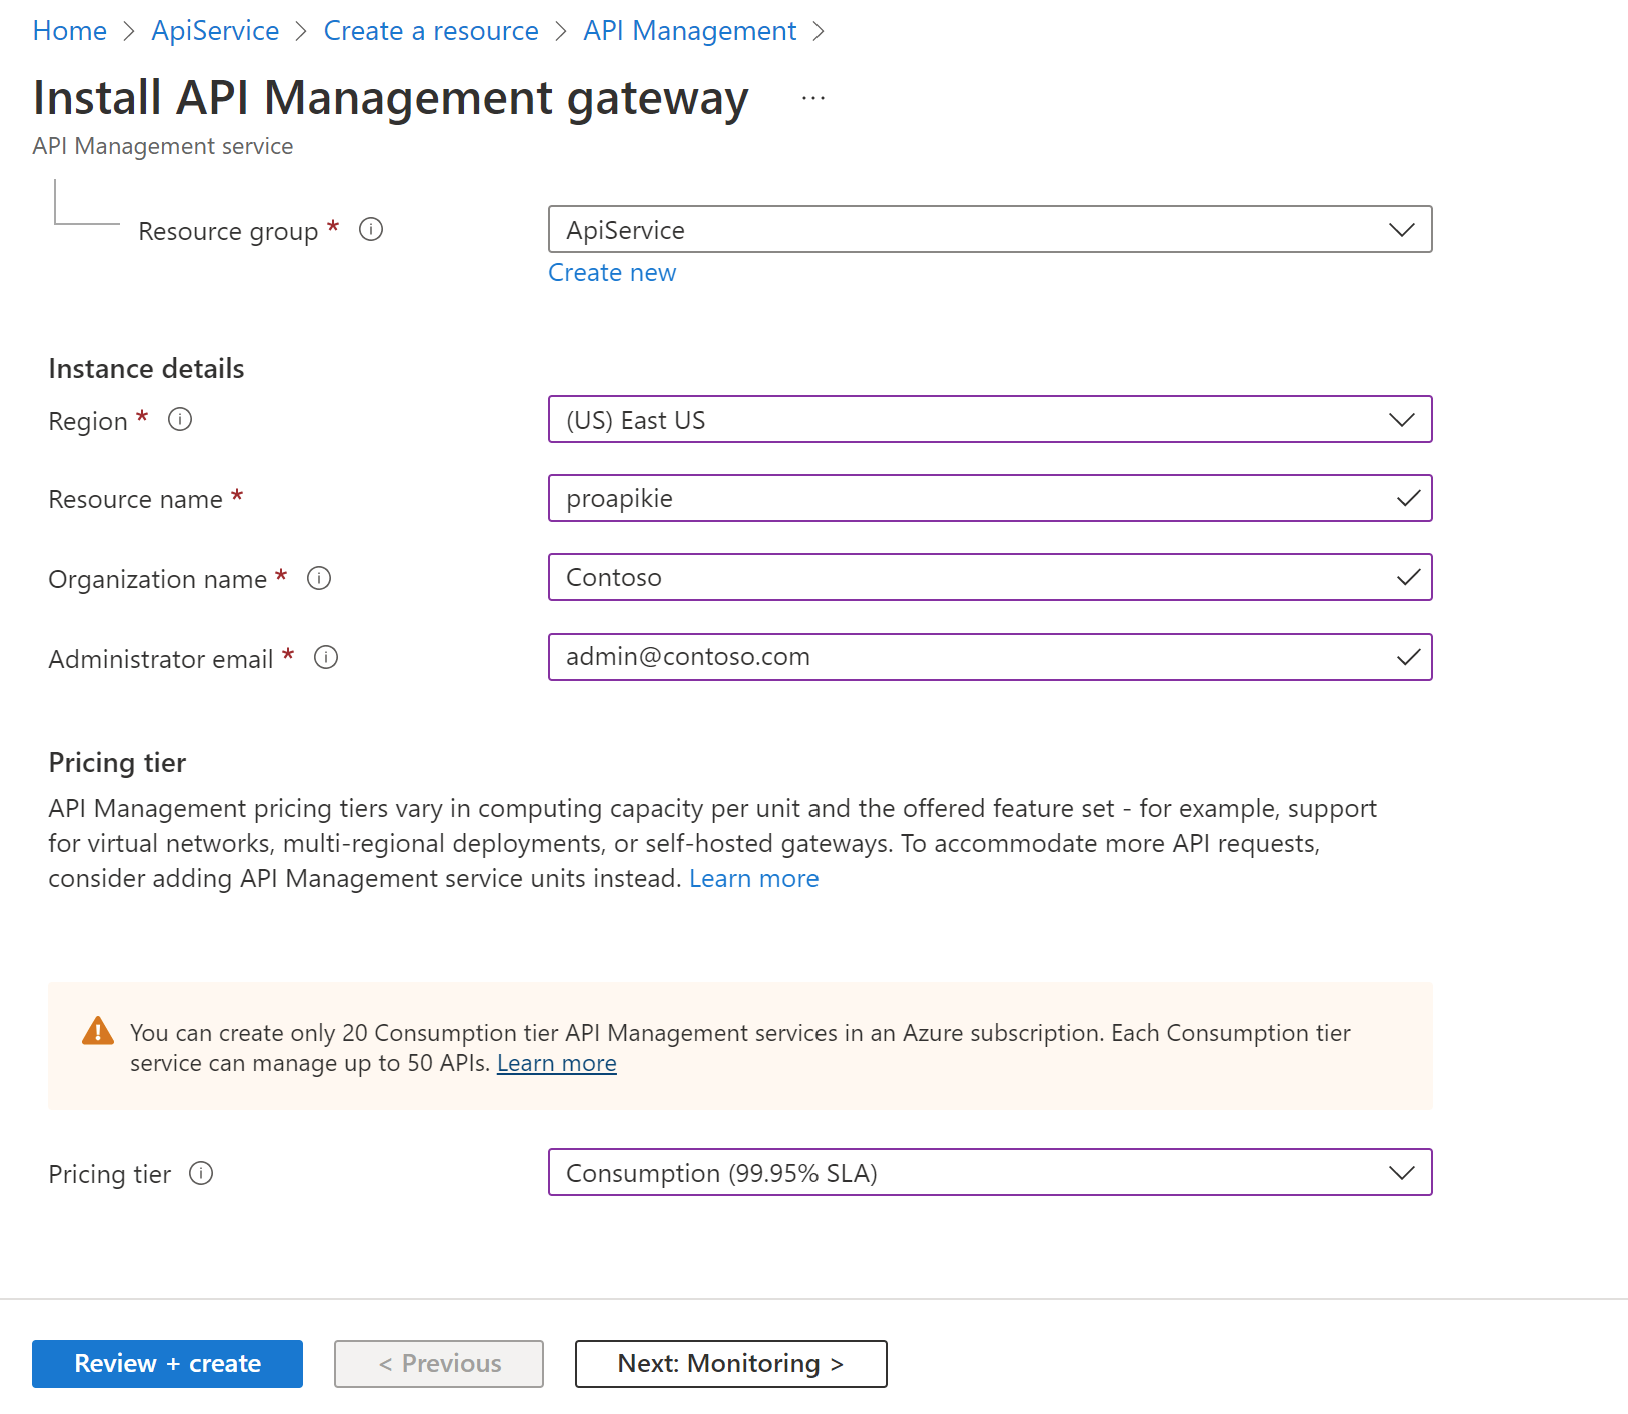 Home > ApiService > Create a resource > API Management >
Install API Management gateway ...
API Management service
Resource group * ApiService
Create new
Instance details
Region * (US) East US
Resource name * proapikie
Organization name * Contoso
Administrator email * admin@contoso.com
Pricing tier
API Management pricing tiers vary in computing capacity per unit and the offered feature set - for example, support
for virtual networks, multi-regional deployments, or self-hosted gateways. To accommodate more API requests,
consider adding API Management service units instead. Learn more
You can create only 20 Consumption tier API Management services in an Azure subscription. Each Consumption tier
service can manage up to 50 APIs. Learn more
Pricing tier Consumption (99.95% SLA)
Review + create < Previous Next: Monitoring >